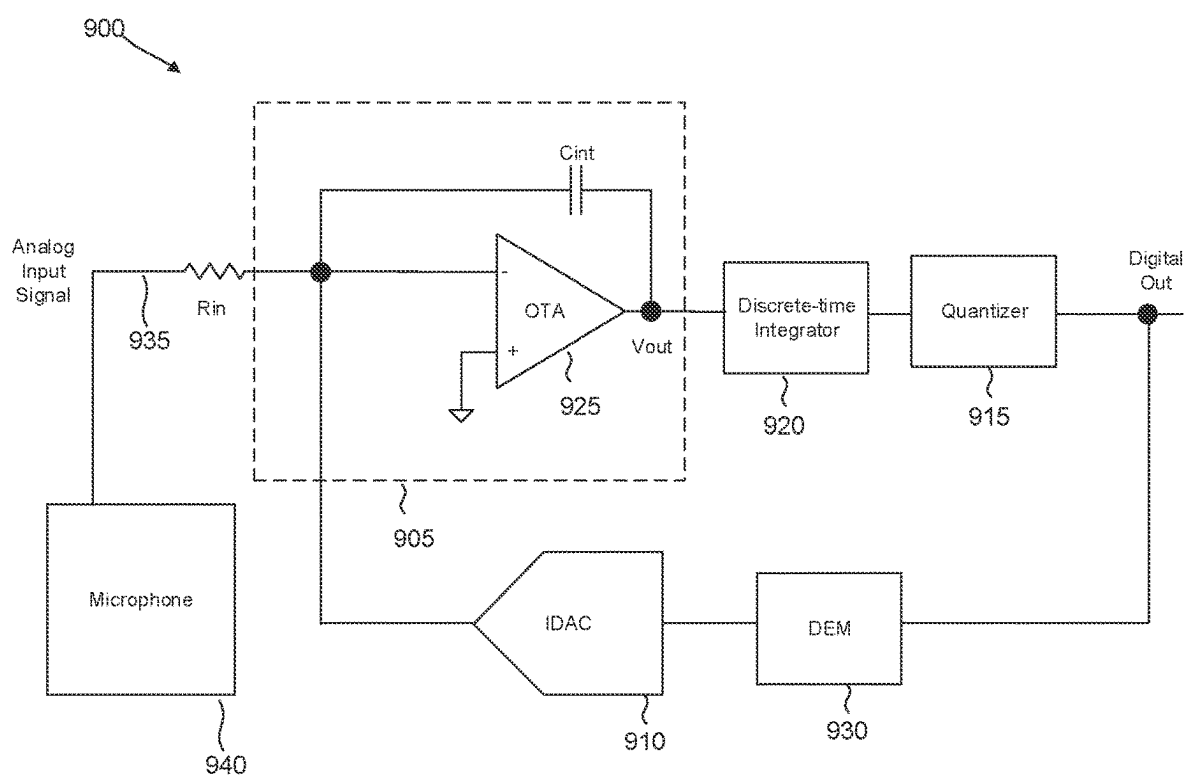 900
Cint
Analog
Input
Signal
935
Rin
-
OTA
+
925
Vout
Discrete-time
Integrator
920
Quantizer
915
Digital
Out
905
Microphone
940
IDAC
910
DEM
930